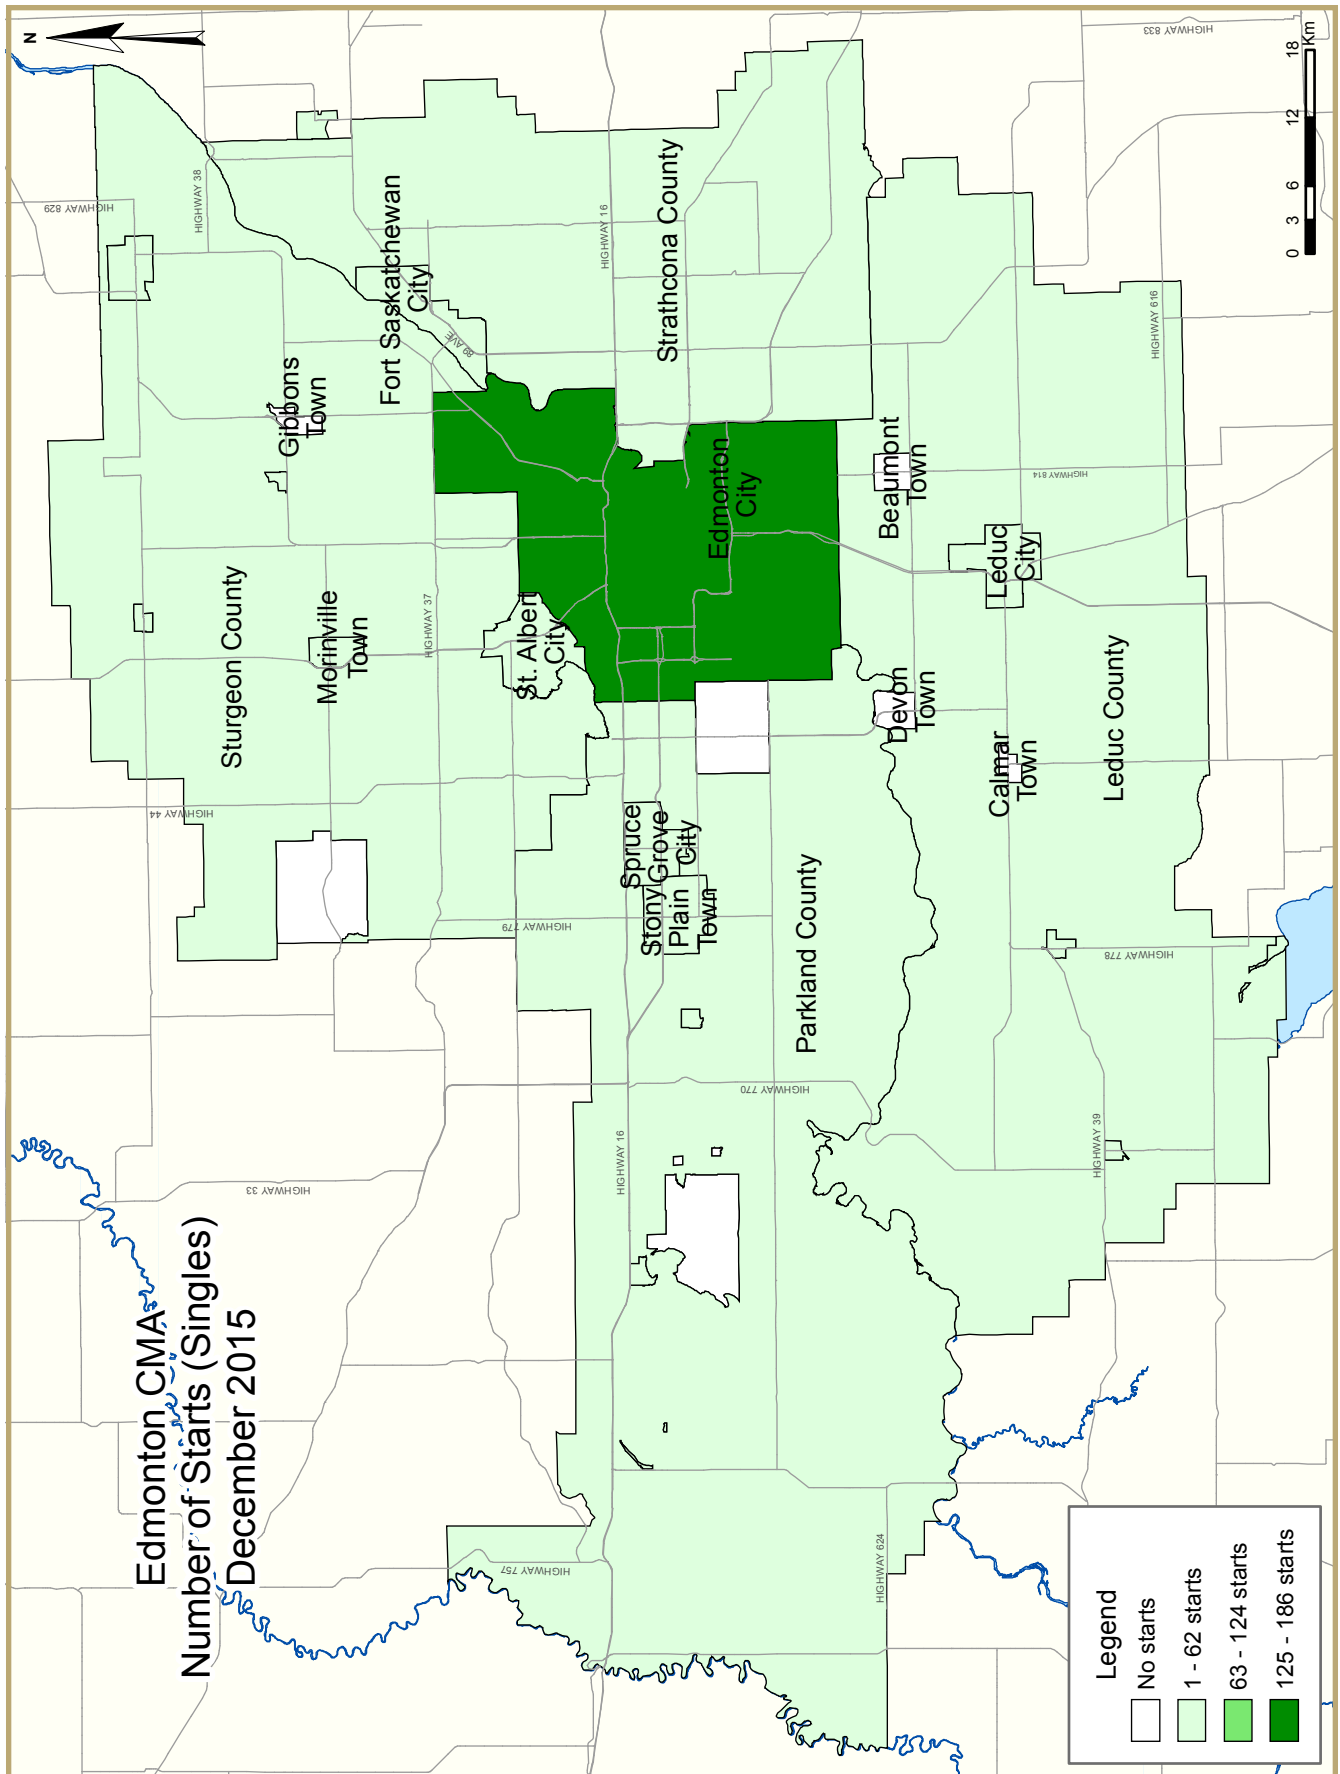 Edmonton CMA
Number of Starts (Singles)
December 2015
N
HIGHWAY 833
HIGHWAY 829
HIGHWAY 38
HIGHWAY 16
Fort Saskatchewan
City
Strathcona County
89 AVE
HIGHWAY 616
Gibbons
Town
Edmonton
City
Beaumont
Town
HIGHWAY 814
Leduc
City
Sturgeon County
Morinville
Town
HIGHWAY 37
St. Albert
City
Devon
Town
Calmar
Town
Leduc County
HIGHWAY 44
Spruce
Grove
City
Stony
Plain
Town
HIGHWAY 779
Parkland County
HIGHWAY 778
HIGHWAY 770
HIGHWAY 39
HIGHWAY 16
HIGHWAY 33
HIGHWAY 757
HIGHWAY 624
Legend
No starts
1 - 62 starts
63 - 124 starts
125 - 186 starts
0 3 6 12 18
Km